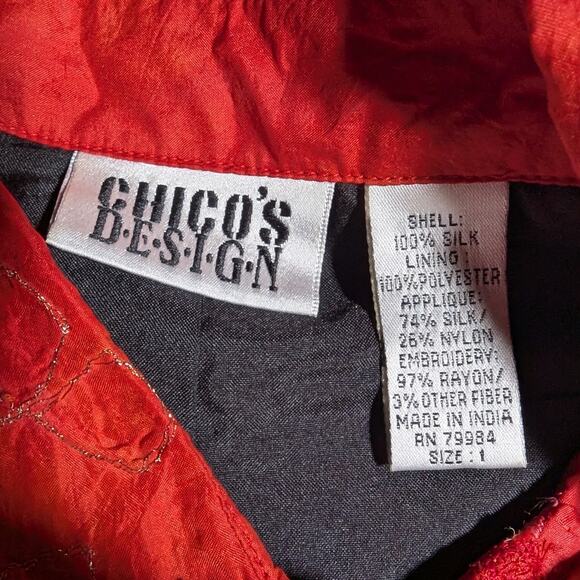 CHICO'S
D·E·S·I·G·N
SHELL:
100% SILK
LINING:
100%POLYESTER
APPLIQUE:
74% SILK/
26% NYLON
EMBROIDERY:
97% RAYON/
3% OTHER FIBER
MADE IN INDIA
RN 79984
SIZE : 1